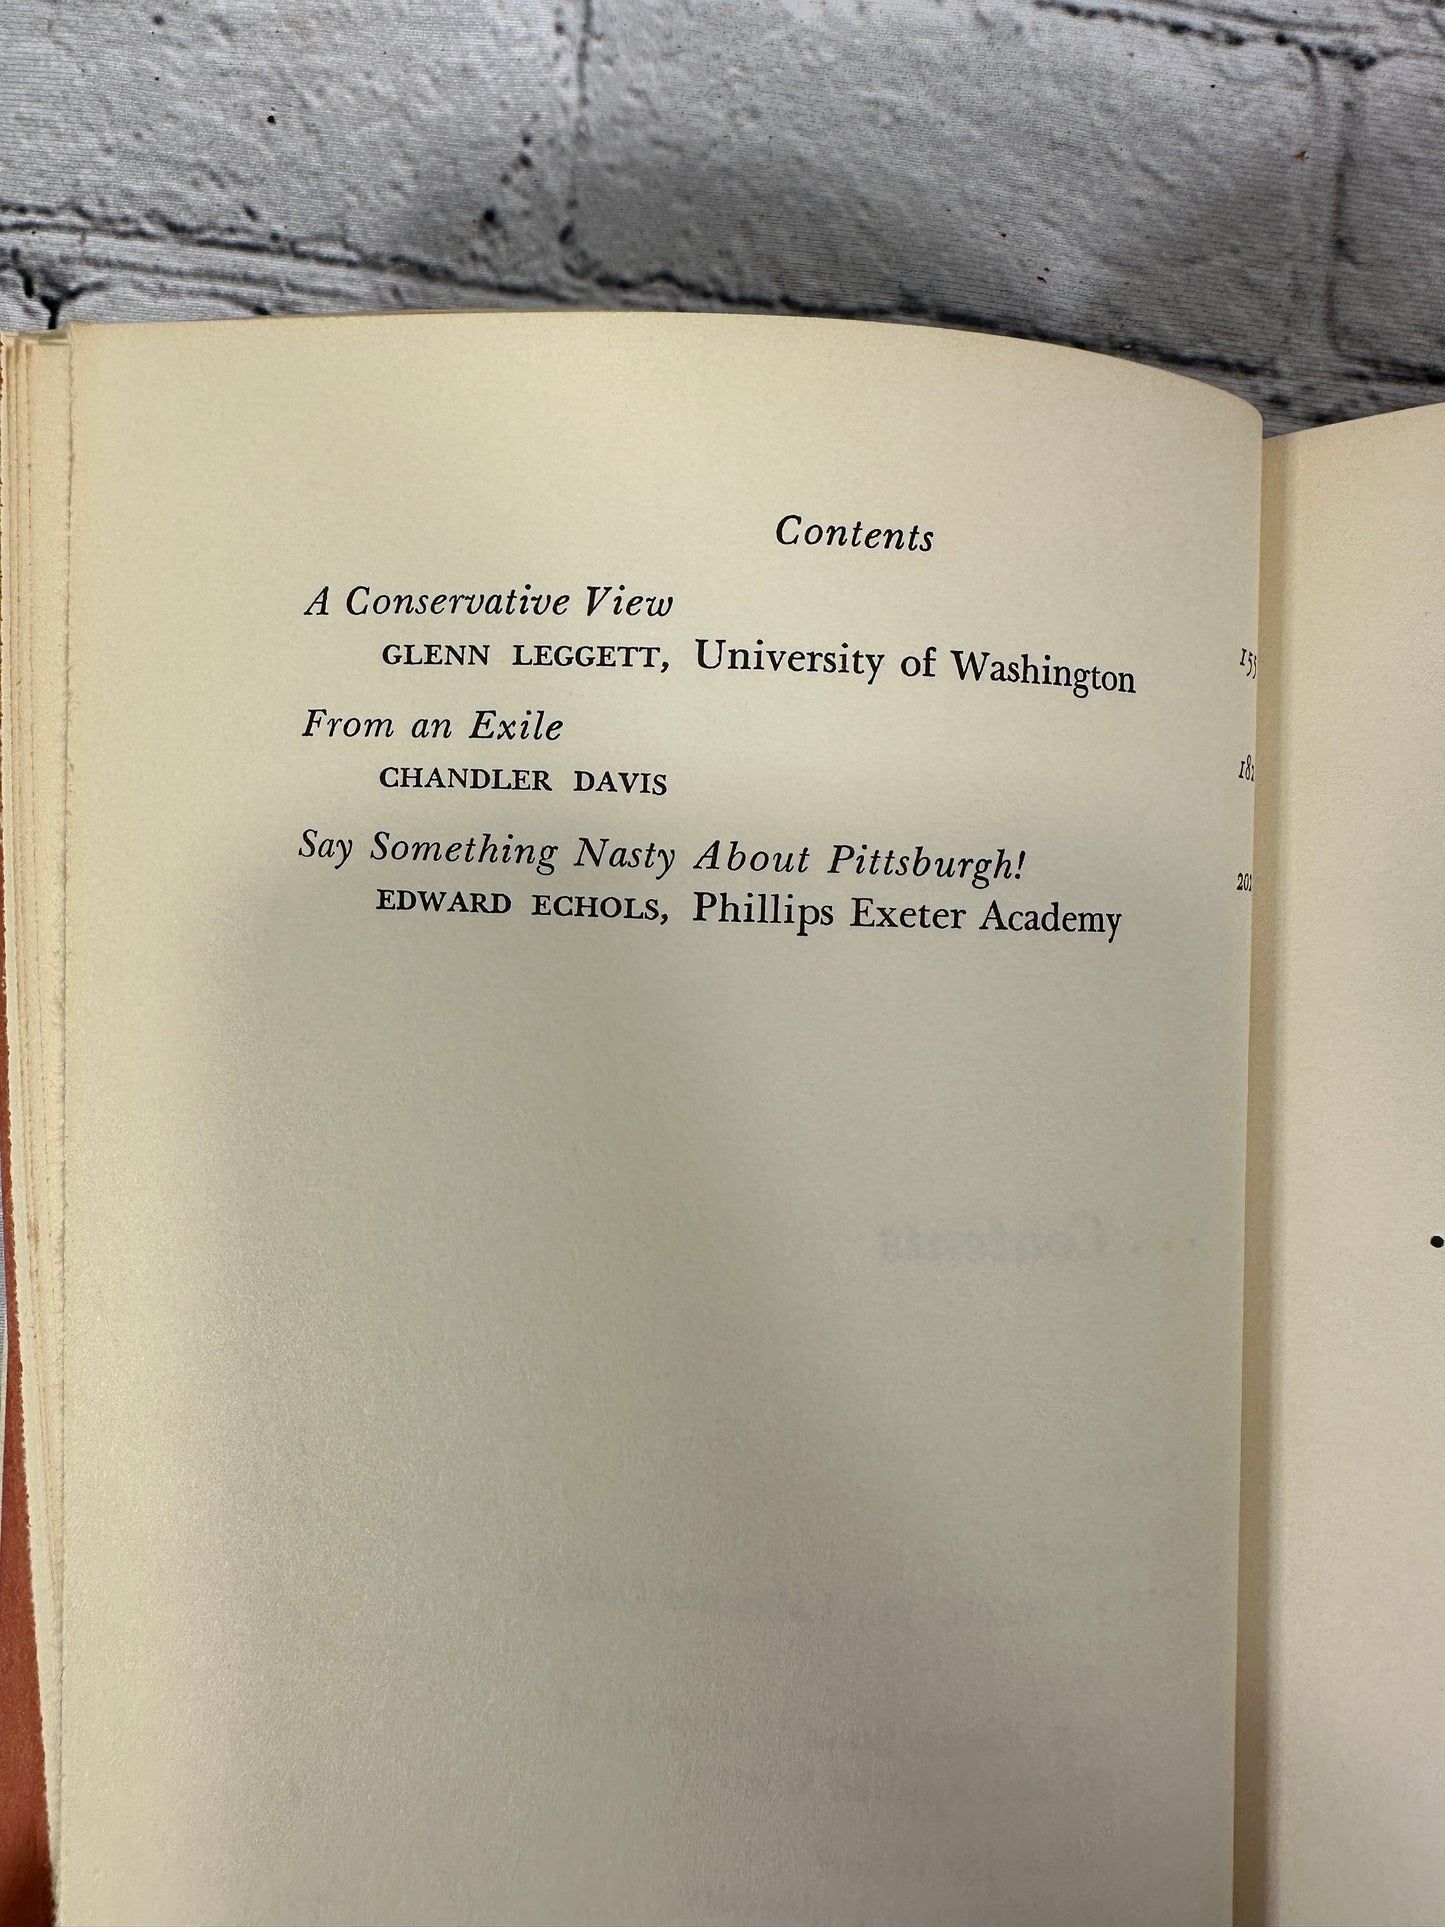 Contents
A Conservative View
GLENN LEGGETT, University of Washington 155
From an Exile
CHANDLER DAVIS
Say Something Nasty About Pittsburgh!
EDWARD ECHOLS, Phillips Exeter Academy